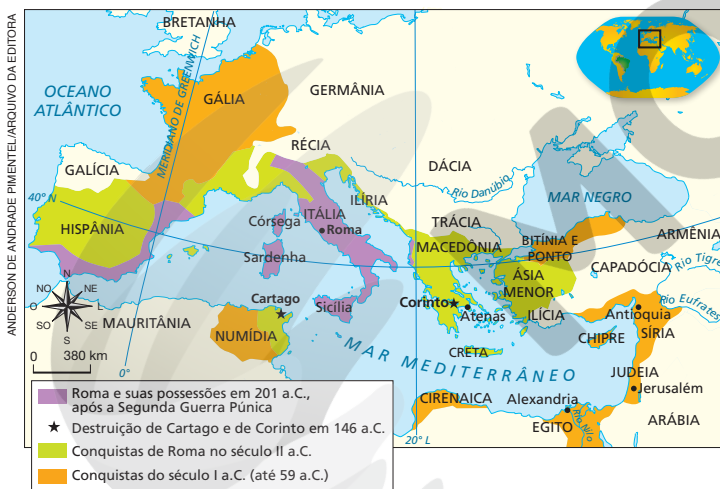 ANDERSON DE ANDRADE PIMENTEL/ARQUIVO DA EDITORA
BRETANHA
OCEANO
ATLÂNTICO
MERIDIANO DE GREENWICH
GÁLIA
GERMÂNIA
RÉCIA
GALÍCIA
DÁCIA
Rio Danúbio
MAR NEGRO
40° N
HISPÂNIA
ILÍRIA
Córsega
ITÁLIA
Roma
TRÁCIA
MACEDÔNIA
BITÍNIA E
PONTO
ARMÊNIA
Sardenha
ÁSIA
MENOR
CAPADÓCIA
Rio Tigre
NO
N
NE
O
L
SO
S
SE
Cartago
Sicília
Corinto
Atenas
ILÍCIA
Antioquia
Rio Eufrates
MAURITÂNIA
NUMÍDIA
CRETA
CHIPRE
SÍRIA
0
380 km
0°
MAR MEDITERRÂNEO
JUDEIA
Jerusalém
CIRENAICA
Alexandria
EGITO
Rio Nilo
ARÁBIA
20° L
Roma e suas possessões em 201 a.C.,
após a Segunda Guerra Púnica
Destruição de Cartago e de Corinto em 146 a.C.
Conquistas de Roma no século II a.C.
Conquistas do século I a.C. (até 59 a.C.)